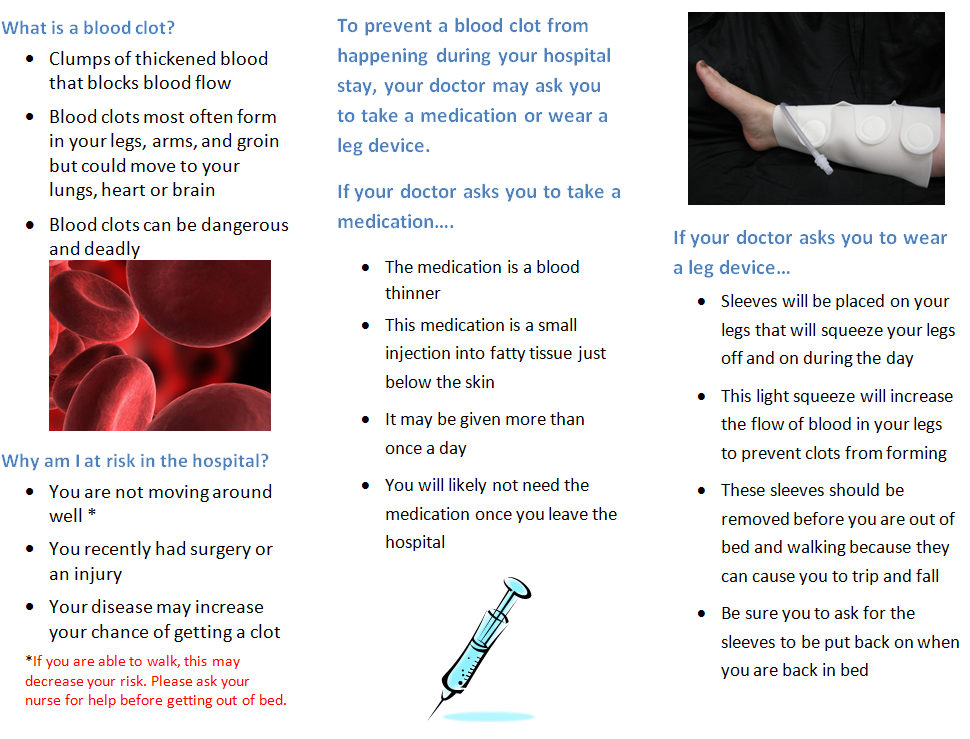 What is a blood clot?
• Clumps of thickened blood
that blocks blood flow
• Blood clots most often form
in your legs, arms, and groin
but could move to your
lungs, heart or brain
• Blood clots can be dangerous
and deadly
Why am I at risk in the hospital?
• You are not moving around
well *
• You recently had surgery or
an injury
• Your disease may increase
your chance of getting a clot
*If you are able to walk, this may
decrease your risk. Please ask your
nurse for help before getting out of bed.
To prevent a blood clot from
happening during your hospital
stay, your doctor may ask you
to take a medication or wear a
leg device.
If your doctor asks you to take a
medication….
• The medication is a blood
thinner
• This medication is a small
injection into fatty tissue just
below the skin
• It may be given more than
once a day
• You will likely not need the
medication once you leave the
hospital
If your doctor asks you to wear
a leg device…
• Sleeves will be placed on your
legs that will squeeze your legs
off and on during the day
• This light squeeze will increase
the flow of blood in your legs
to prevent clots from forming
• These sleeves should be
removed before you are out of
bed and walking because they
can cause you to trip and fall
• Be sure you to ask for the
sleeves to be put back on when
you are back in bed